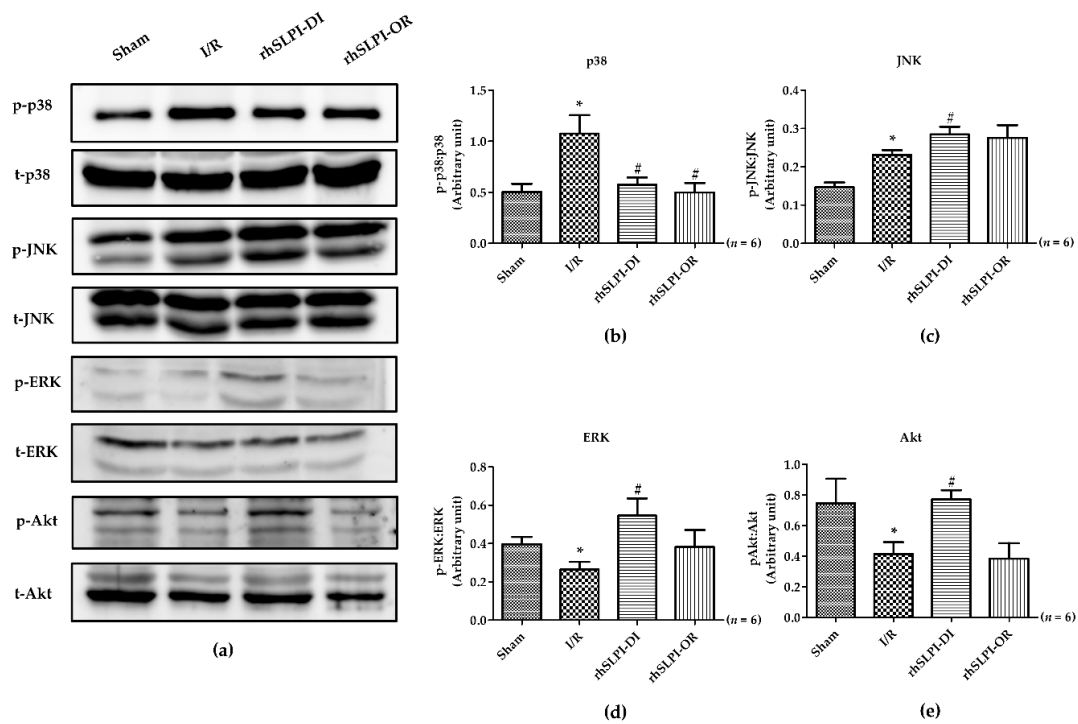 Sham
I/R
rhSLPI-DI
rhSLPI-OR
p-p38
t-p38
p-JNK
t-JNK
p-ERK
t-ERK
p-Akt
t-Akt
(a)
p38
p-p38:p38
(Arbitrary unit)
1.5
1.0
0.5
0.0
*
#
#
Sham
I/R
rhSLPI-DI
rhSLPI-OR
(n = 6)
(b)
JNK
p-JNK:JNK
(Arbitrary unit)
0.4
0.3
0.2
0.1
0.0
*
#
Sham
I/R
rhSLPI-DI
rhSLPI-OR
(n = 6)
(c)
ERK
p-ERK:ERK
(Arbitrary unit)
0.8
0.6
0.4
0.2
0.0
*
#
Sham
I/R
rhSLPI-DI
rhSLPI-OR
(n = 6)
(d)
Akt
pAkt:Akt
(Arbitrary unit)
1.0
0.8
0.6
0.4
0.2
0.0
*
#
Sham
I/R
rhSLPI-DI
rhSLPI-OR
(n = 6)
(e)